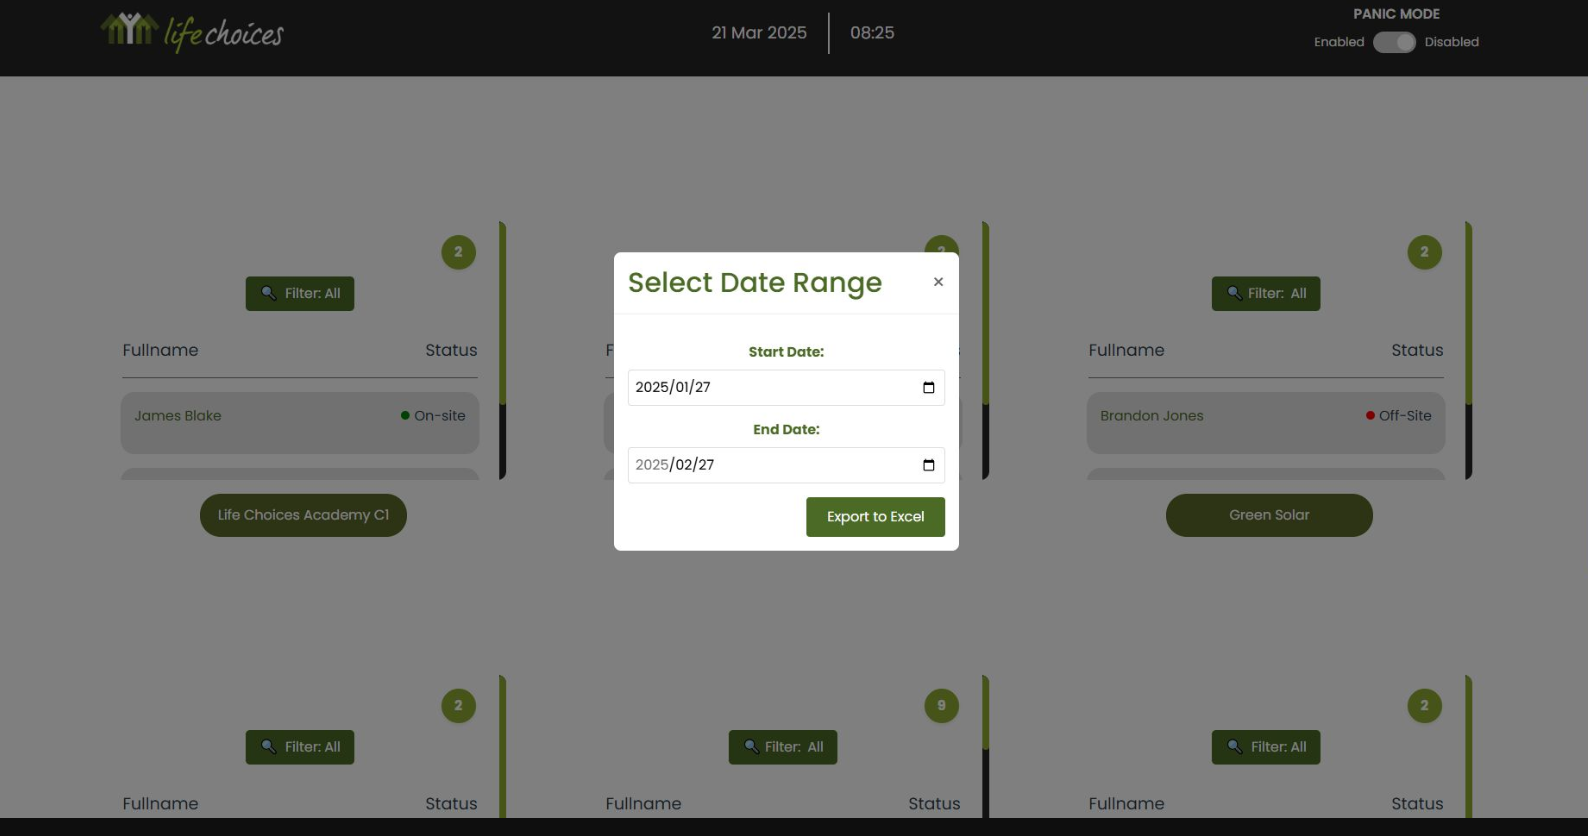 life choices
21 Mar 2025
08:25
PANIC MODE
Enabled
Disabled
2
2
Filter: All
Filter: All
Select Date Range
×
Fullname Status
Fullname Status
Start Date:
2025/01/27
James Blake
On-site
Brandon Jones
Off-Site
End Date:
2025/02/27
Export to Excel
Life Choices Academy C1
Green Solar
2
9
2
Filter: All
Filter: All
Filter: All
Fullname Status
Fullname Status
Fullname Status